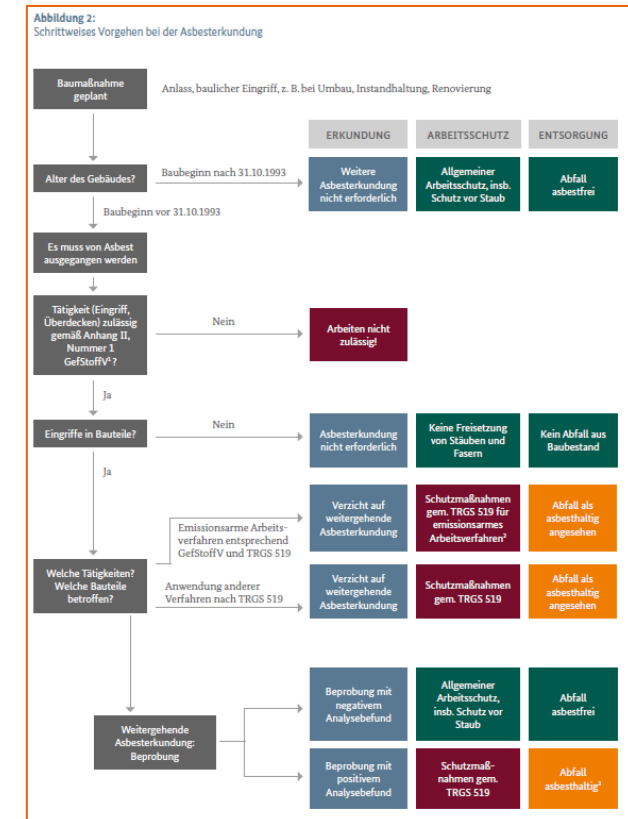 Abbildung 2:
Schrittweises Vorgehen bei der Asbesterkundung
Baumaßnahme
geplant
Anlass, baulicher Eingriff, z. B. bei Umbau, Instandhaltung, Renovierung
ERKUNDUNG
ARBEITSSCHUTZ
ENTSORGUNG
Alter des Gebäudes?
Baubeginn nach 31.10.1993
Weitere
Asbesterkundung
nicht erforderlich
Allgemeiner
Arbeitsschutz, insb.
Schutz vor Staub
Abfall
asbestfrei
Baubeginn vor 31.10.1993
Es muss von Asbest
ausgegangen werden
Tätigkeit (Eingriff,
Überdecken) zulässig
gemäß Anhang II,
Nummer 1
GefStoffV¹?
Nein
Arbeiten nicht
zulässig!
Ja
Eingriffe in Bauteile?
Nein
Asbesterkundung
nicht erforderlich
Keine Freisetzung
von Stäuben und
Fasern
Kein Abfall aus
Baubestand
Ja
Emissionsarme Arbeits-
verfahren entsprechend
GefStoffV und TRGS 519
Verzicht auf
weitergehende
Asbesterkundung
Schutzmaßnahmen
gem. TRGS 519 für
emissionsarmes
Arbeitsverfahren²
Abfall als
asbesthaltig
angesehen
Welche Tätigkeiten?
Welche Bauteile
betroffen?
Anwendung anderer
Verfahren nach TRGS 519
Verzicht auf
weitergehende
Asbesterkundung
Schutzmaßnahmen
gem. TRGS 519
Abfall als
asbesthaltig
angesehen
Weitergehende
Asbesterkundung:
Beprobung
Beprobung mit
negativem
Analysebefund
Allgemeiner
Arbeitsschutz,
insb. Schutz vor
Staub
Abfall
asbestfrei
Beprobung mit
positivem
Analysebefund
Schutzmaß-
nahmen gem.
TRGS 519
Abfall
asbesthaltig³